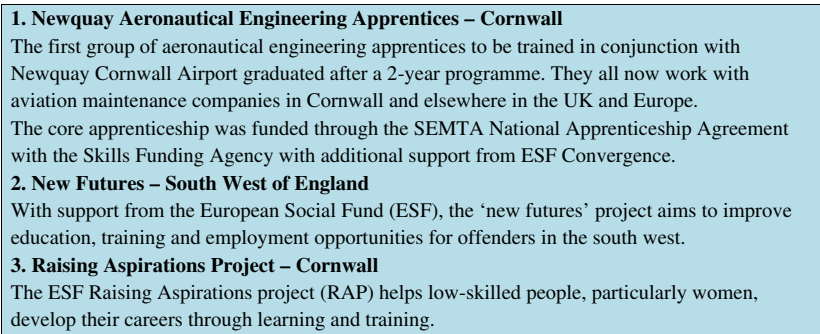 1. Newquay Aeronautical Engineering Apprentices – Cornwall
The first group of aeronautical engineering apprentices to be trained in conjunction with
Newquay Cornwall Airport graduated after a 2-year programme. They all now work with
aviation maintenance companies in Cornwall and elsewhere in the UK and Europe.
The core apprenticeship was funded through the SEMTA National Apprenticeship Agreement
with the Skills Funding Agency with additional support from ESF Convergence.
2. New Futures – South West of England
With support from the European Social Fund (ESF), the ‘new futures’ project aims to improve
education, training and employment opportunities for offenders in the south west.
3. Raising Aspirations Project – Cornwall
The ESF Raising Aspirations project (RAP) helps low-skilled people, particularly women,
develop their careers through learning and training.